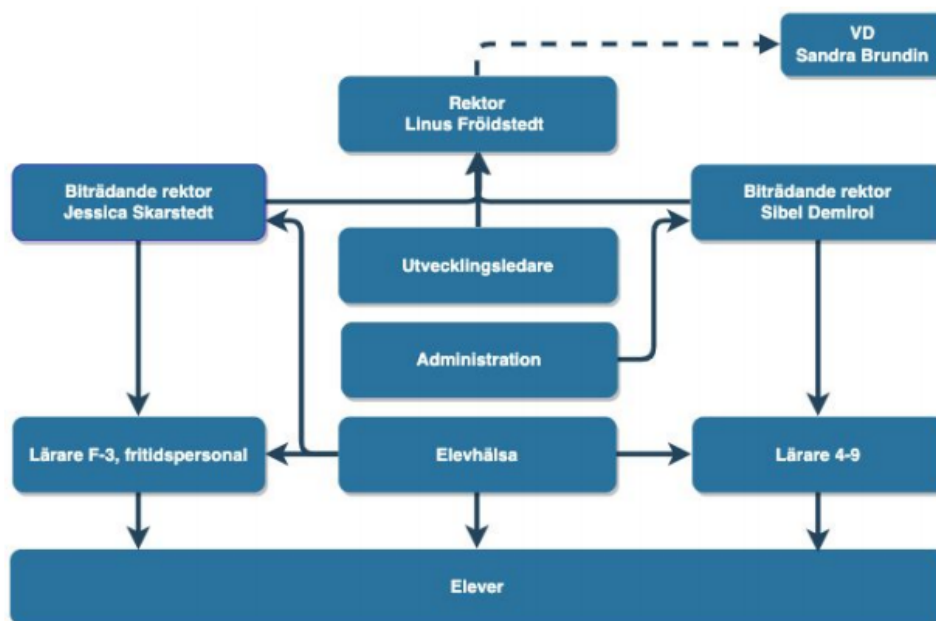 VD
Sandra Brundin
Rektor
Linus Fröidstedt
Biträdande rektor
Jessica Skarstedt
Biträdande rektor
Sibel Demirol
Utvecklingsledare
Administration
Lärare F-3, fritidspersonal
Elevhälsa
Lärare 4-9
Elever